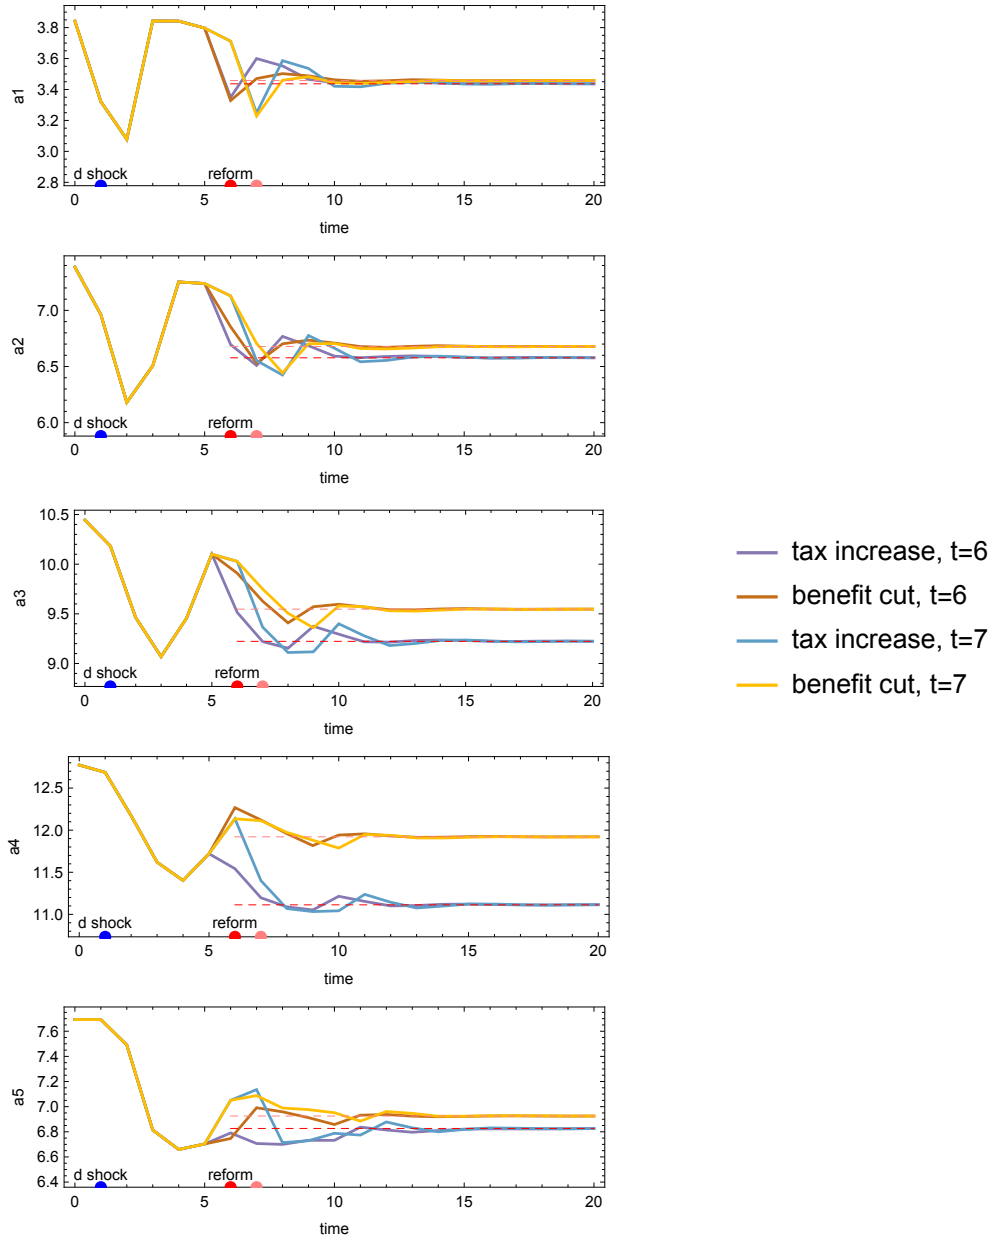 3.8
3.6
3.4
3.2
3.0
2.8
a1
d shock
reform
0 5 10 15 20
time
7.0
6.5
6.0
a2
d shock
reform
0 5 10 15 20
time
10.5
10.0
9.5
9.0
a3
d shock
reform
0 5 10 15 20
time
tax increase, t=6
benefit cut, t=6
tax increase, t=7
benefit cut, t=7
12.5
12.0
11.5
11.0
a4
d shock
reform
0 5 10 15 20
time
7.6
7.4
7.2
7.0
6.8
6.6
6.4
a5
d shock
reform
0 5 10 15 20
time